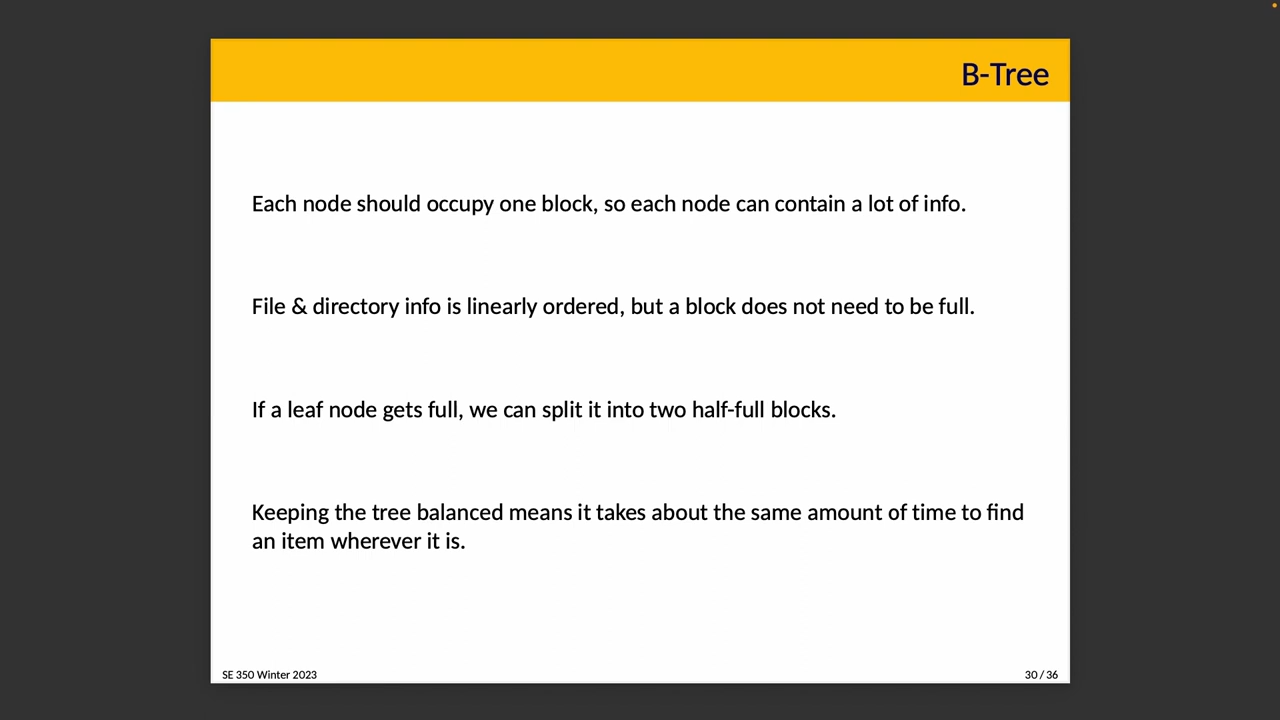 B-Tree
Each node should occupy one block, so each node can contain a lot of info.
File & directory info is linearly ordered, but a block does not need to be full.
If a leaf node gets full, we can split it into two half-full blocks.
Keeping the tree balanced means it takes about the same amount of time to find
an item wherever it is.
SE 350 Winter 2023
30 / 36